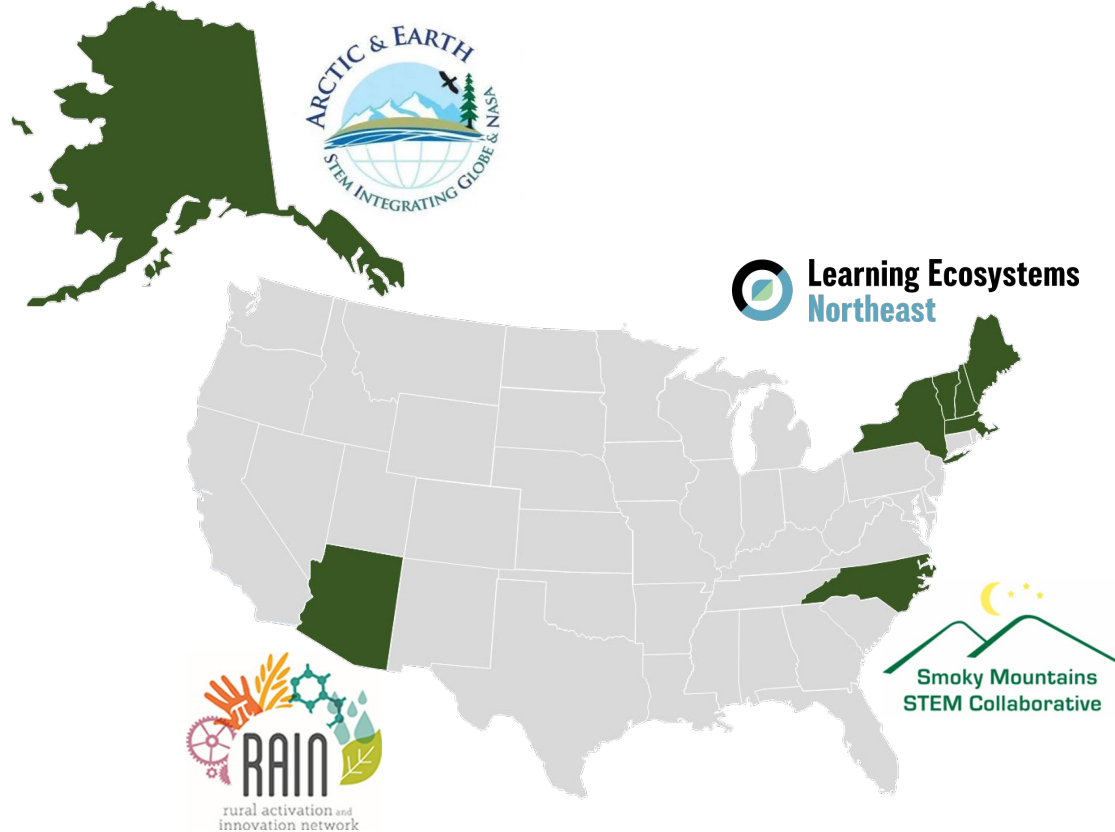 ARCTIC & EARTH
STEM INTEGRATING GLOBE & NASA
Learning Ecosystems
Northeast
Smoky Mountains
STEM Collaborative
π
RAIN
rural activation and
innovation network